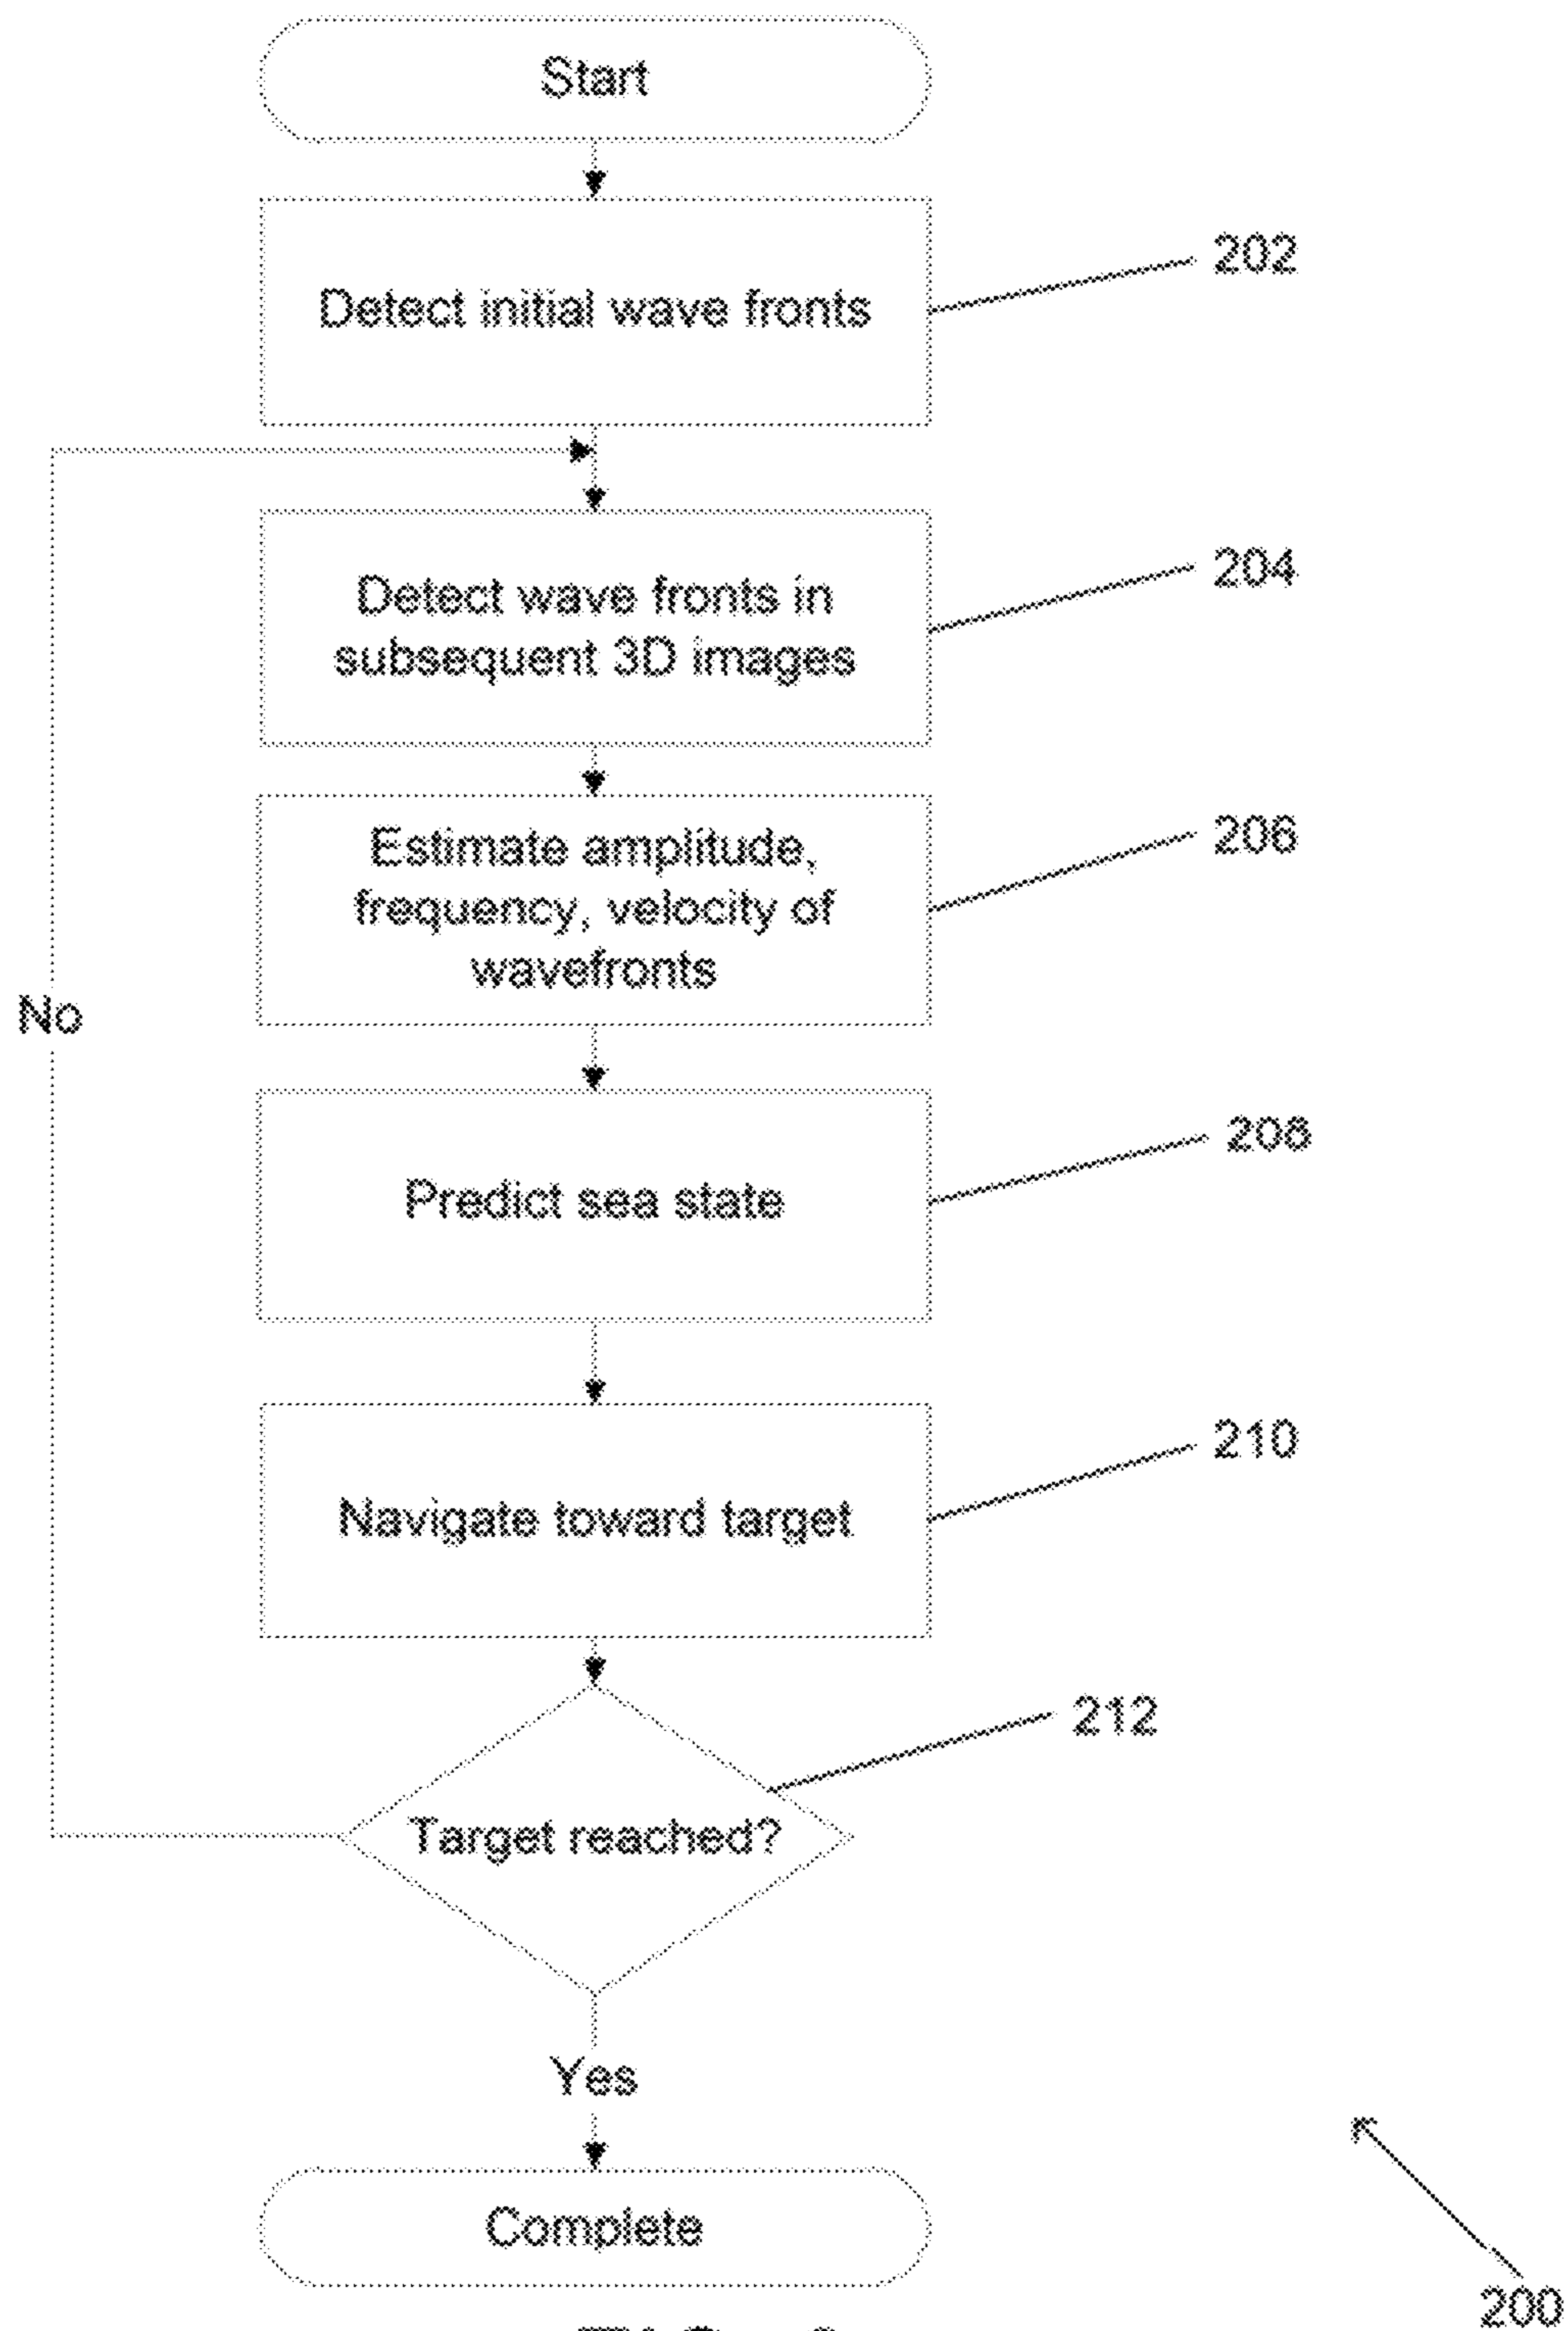 Start
Detect initial wave fronts
202
Detect wave fronts in
subsequent 3D images
204
Estimate amplitude,
frequency, velocity of
wavefronts
206
No
Predict sea state
208
Navigate toward target
210
Target reached?
212
Yes
Complete
200